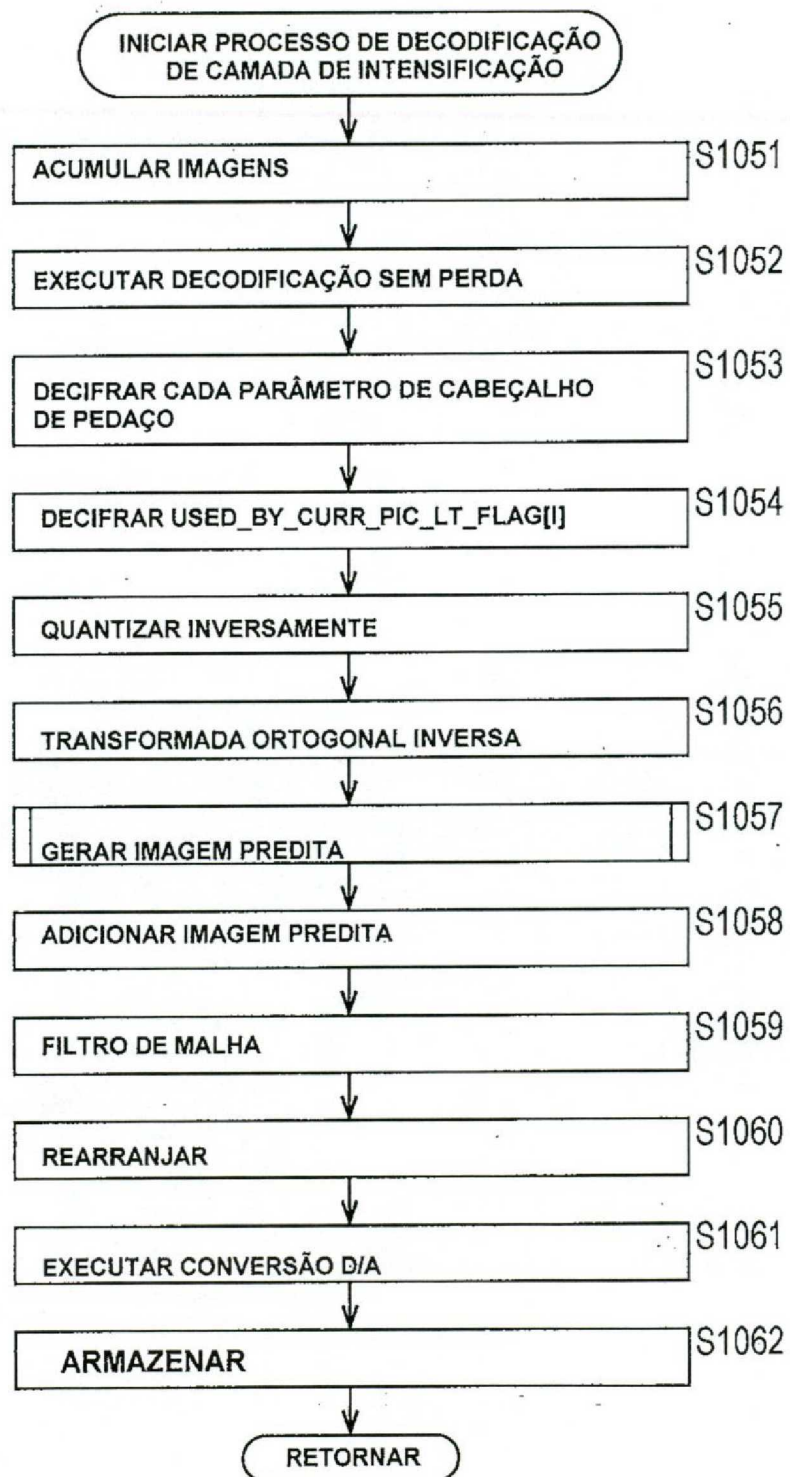 INICIAR PROCESSO DE DECODIFICAÇÃO
DE CAMADA DE INTENSIFICAÇÃO
S1051
ACUMULAR IMAGENS
S1052
EXECUTAR DECODIFICAÇÃO SEM PERDA
S1053
DECIFRAR CADA PARÂMETRO DE CABEÇALHO
DE PEDAÇO
S1054
DECIFRAR USED_BY_CURR_PIC_LT_FLAG[I]
S1055
QUANTIZAR INVERSAMENTE
S1056
TRANSFORMADA ORTOGONAL INVERSA
S1057
GERAR IMAGEM PREDITA
S1058
ADICIONAR IMAGEM PREDITA
S1059
FILTRO DE MALHA
S1060
REARRANJAR
S1061
EXECUTAR CONVERSÃO D/A
S1062
ARMAZENAR
RETORNAR